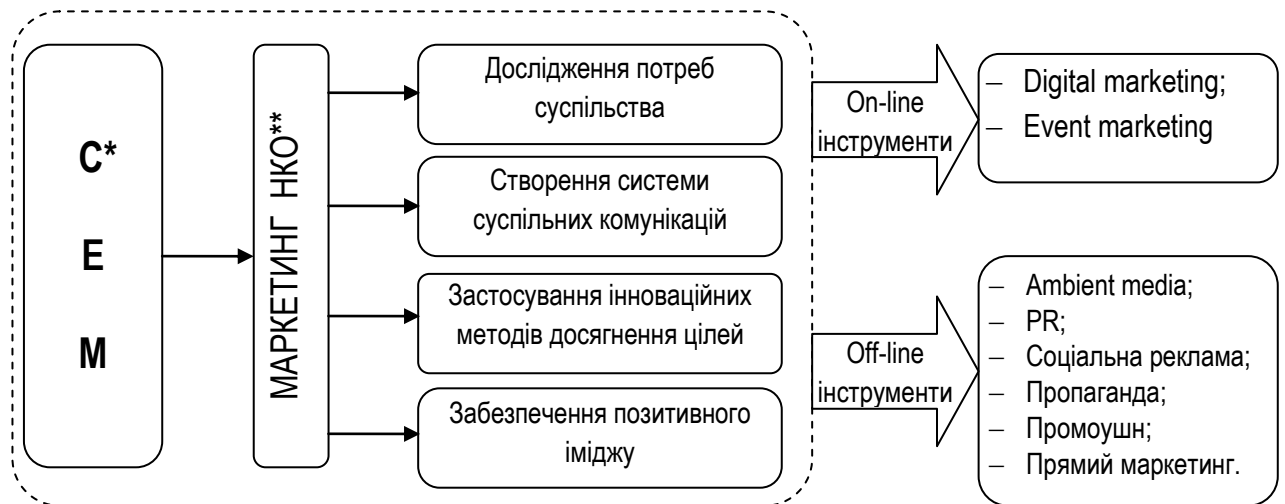 С*
Е
М
МАРКЕТИНГ НКО**
Дослідження потреб
суспільства
Створення системи
суспільних комунікацій
Застосування інноваційних
методів досягнення цілей
Забезпечення позитивного
іміджу
On-line
інструменти
– Digital marketing;
– Event marketing
Off-line
інструменти
– Ambient media;
– PR;
– Соціальна реклама;
– Пропаганда;
– Промоушн;
– Прямий маркетинг.